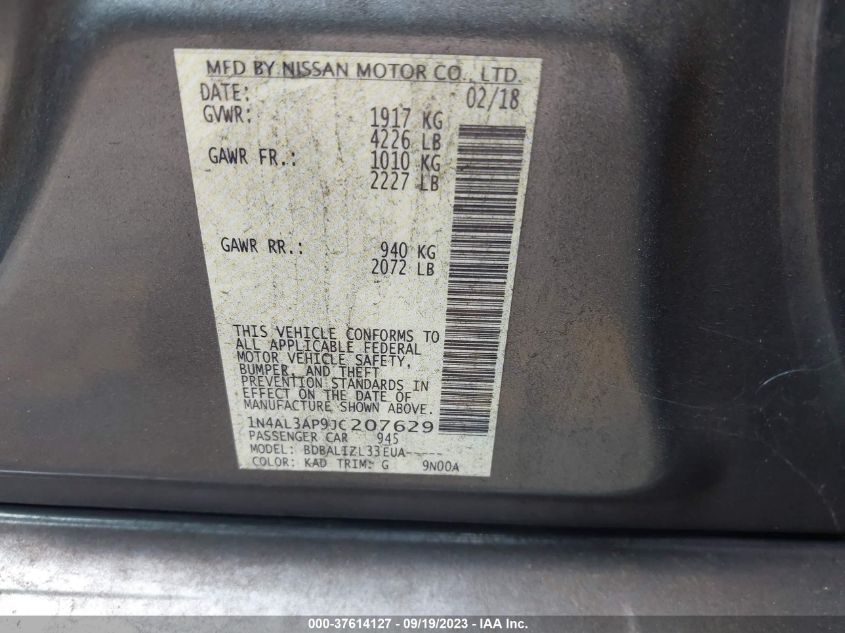 MFD BY NISSAN MOTOR CO., LTD.
DATE: 02/18
GVWR: 1917 KG
4226 LB
GAWR FR.: 1010 KG
2227 LB
GAWR RR.: 940 KG
2072 LB
THIS VEHICLE CONFORMS TO
ALL APPLICABLE FEDERAL
MOTOR VEHICLE SAFETY,
BUMPER, AND THEFT
PREVENTION STANDARDS IN
EFFECT ON THE DATE OF
MANUFACTURE SHOWN ABOVE.
1N4AL3AP9JC207629
PASSENGER CAR 945
MODEL: BDBALIZL33EUA-----
COLOR: KAD TRIM: G 9N00A
000-37614127 - 09/19/2023 - © IAA Inc.